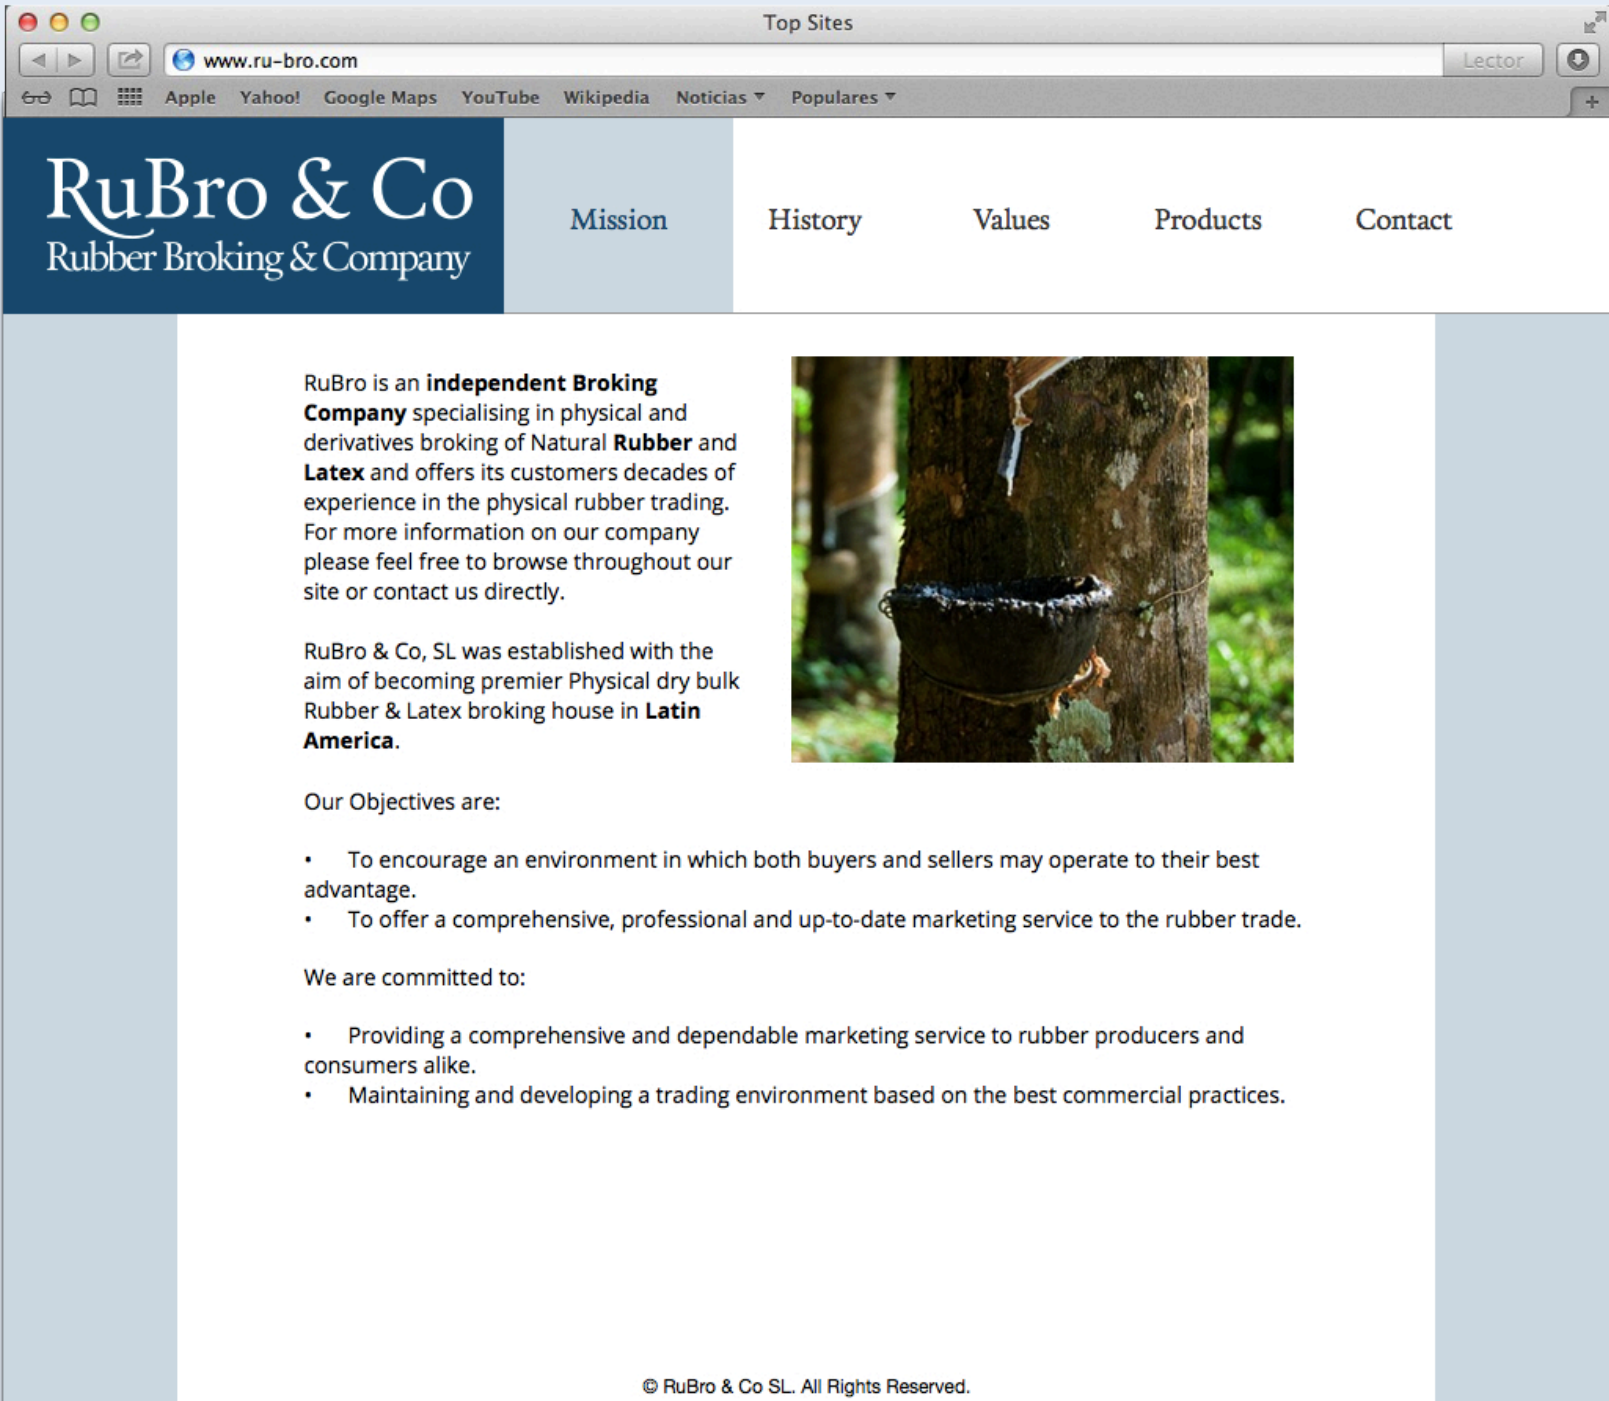 Top Sites
www.ru-bro.com
Lector
Apple Yahoo! Google Maps YouTube Wikipedia Noticias Populares
RuBro & Co
Rubber Broking & Company
Mission History Values Products Contact
RuBro is an independent Broking
Company specialising in physical and
derivatives broking of Natural Rubber and
Latex and offers its customers decades of
experience in the physical rubber trading.
For more information on our company
please feel free to browse throughout our
site or contact us directly.
RuBro & Co, SL was established with the
aim of becoming premier Physical dry bulk
Rubber & Latex broking house in Latin
America.
Our Objectives are:
• To encourage an environment in which both buyers and sellers may operate to their best
advantage.
• To offer a comprehensive, professional and up-to-date marketing service to the rubber trade.
We are committed to:
• Providing a comprehensive and dependable marketing service to rubber producers and
consumers alike.
• Maintaining and developing a trading environment based on the best commercial practices.
© RuBro & Co SL. All Rights Reserved.